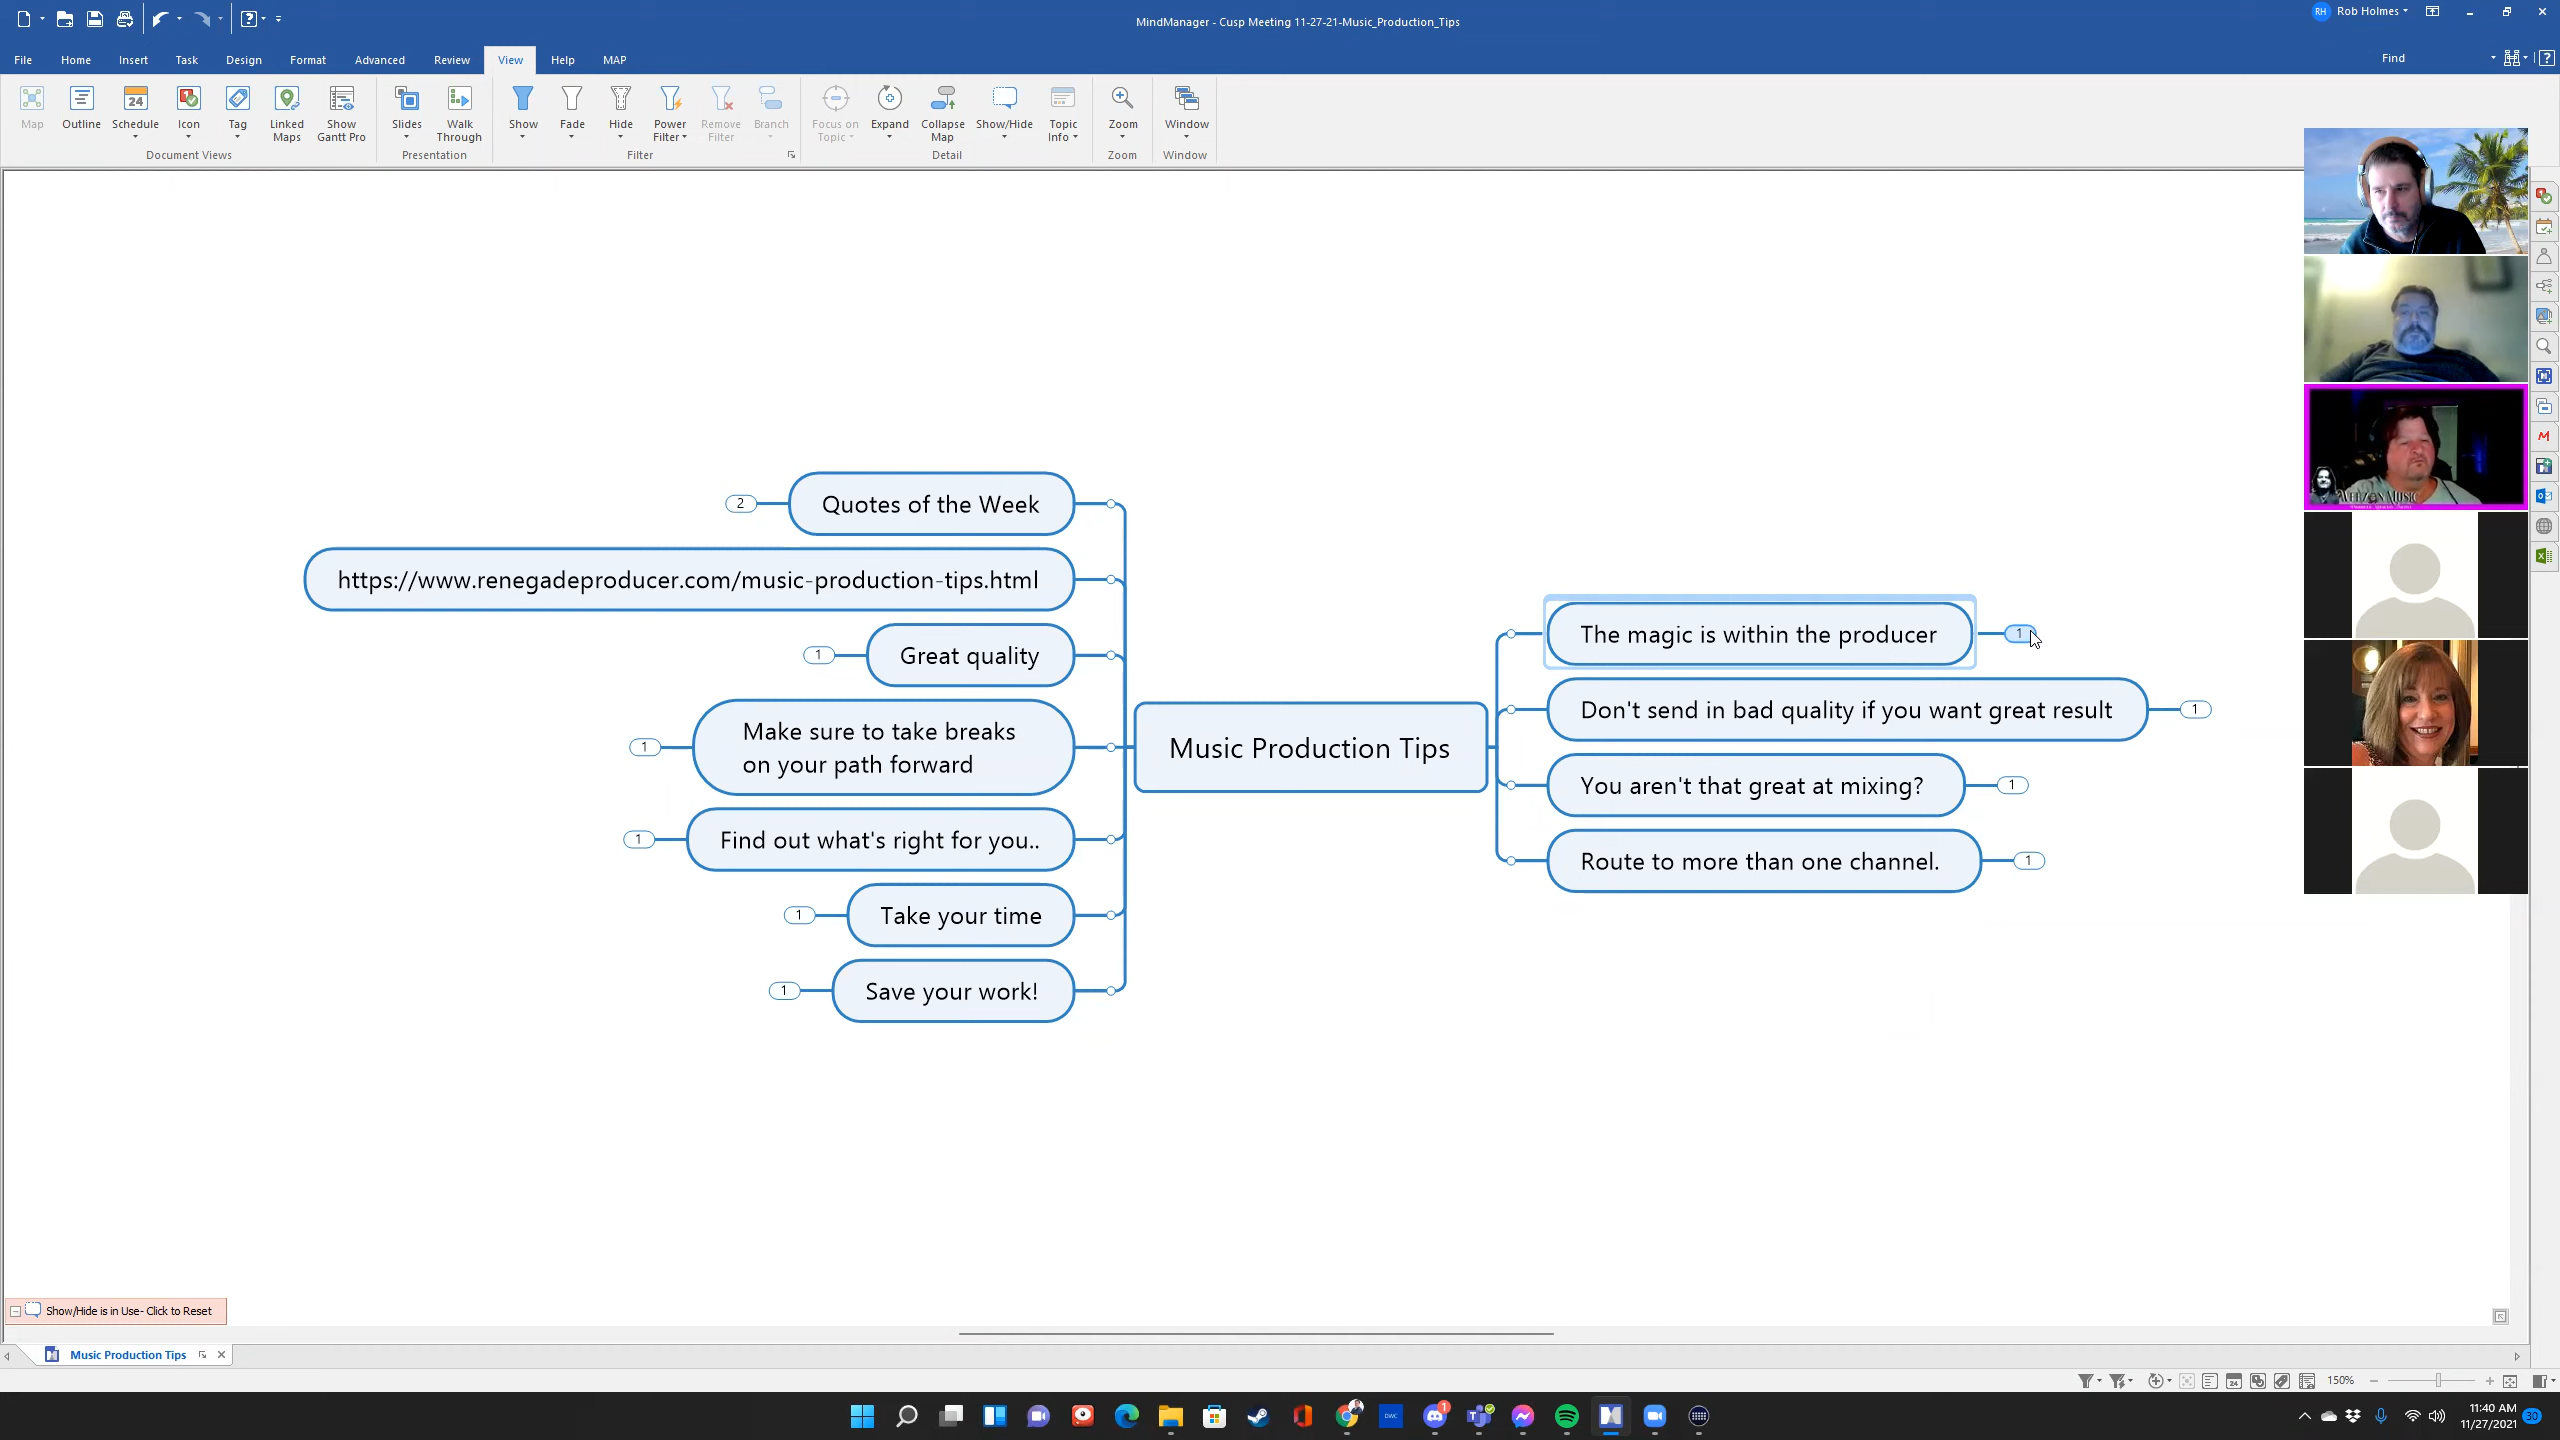 MindManager - Cusp Meeting 11-27-21-Music_Production_Tips
RH Rob Holmes
File Home Insert Task Design Format Advanced Review View Help MAP
Find
Map Outline Schedule Icon Tag Linked Maps Show Gantt Pro Slides Walk Through Show Fade Hide Power Filter Remove Filter Branch Focus on Topic Expand Collapse Map Show/Hide Topic Info Zoom Window
Document Views Presentation Filter Detail Zoom Window
2 Quotes of the Week
https://www.renegadeproducer.com/music-production-tips.html
1 Great quality
1 Make sure to take breaks
on your path forward
1 Find out what's right for you..
1 Take your time
1 Save your work!
Music Production Tips
The magic is within the producer 1
Don't send in bad quality if you want great result 1
You aren't that great at mixing? 1
Route to more than one channel. 1
Show/Hide is in Use- Click to Reset
Music Production Tips
150%
11:40 AM
11/27/2021
30